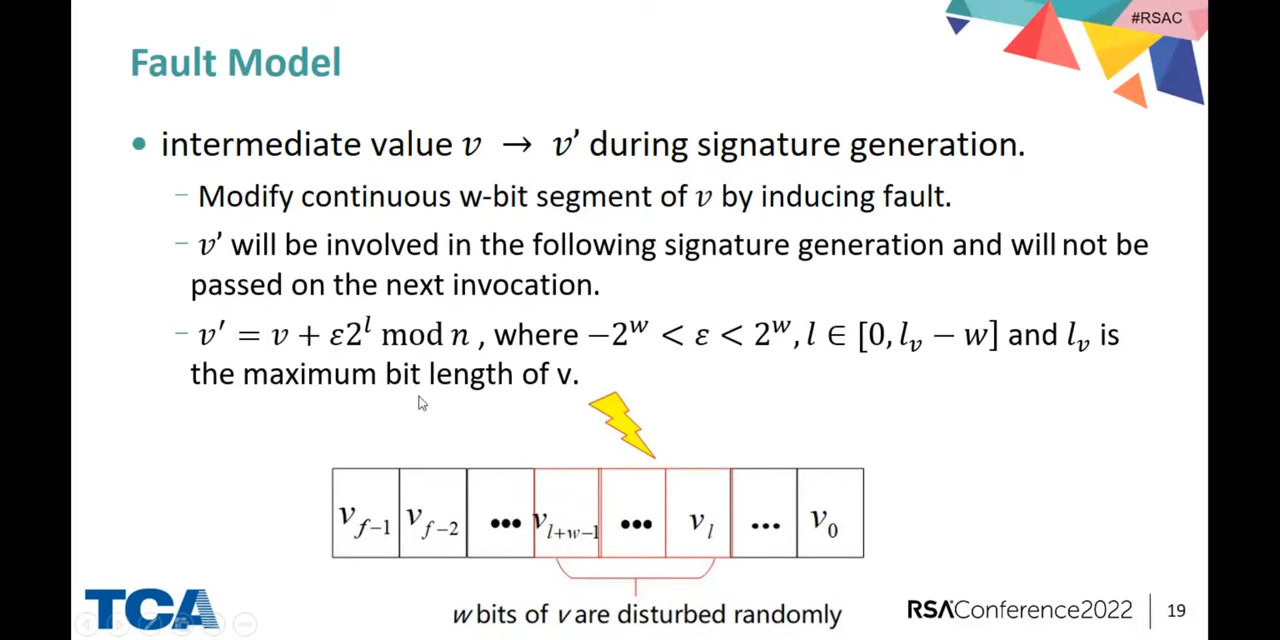 #RSAC
Fault Model
• intermediate value v → v’ during signature generation.
− Modify continuous w-bit segment of v by inducing fault.
− v’ will be involved in the following signature generation and will not be
passed on the next invocation.
− v′ = v + ε2^l mod n , where −2^w < ε < 2^w, l ∈ [0, l_v − w] and l_v is
the maximum bit length of v.
v_{f−1} v_{f−2} ••• v_{l+w−1} ••• v_l ... v_0
w bits of v are disturbed randomly
TCA
RSAConference2022 19